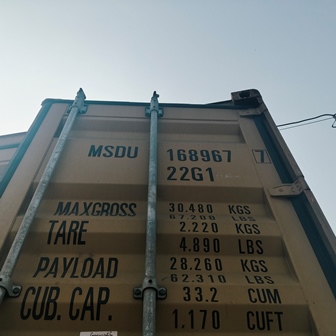 MSDU 168967 7
22G1
MAXGROSS 30.480 KGS
67.200 LBS
TARE 2.220 KGS
4.890 LBS
PAYLOAD 28.260 KGS
62.310 LBS
CUB. CAP. 33.2 CUM
1.170 CUFT